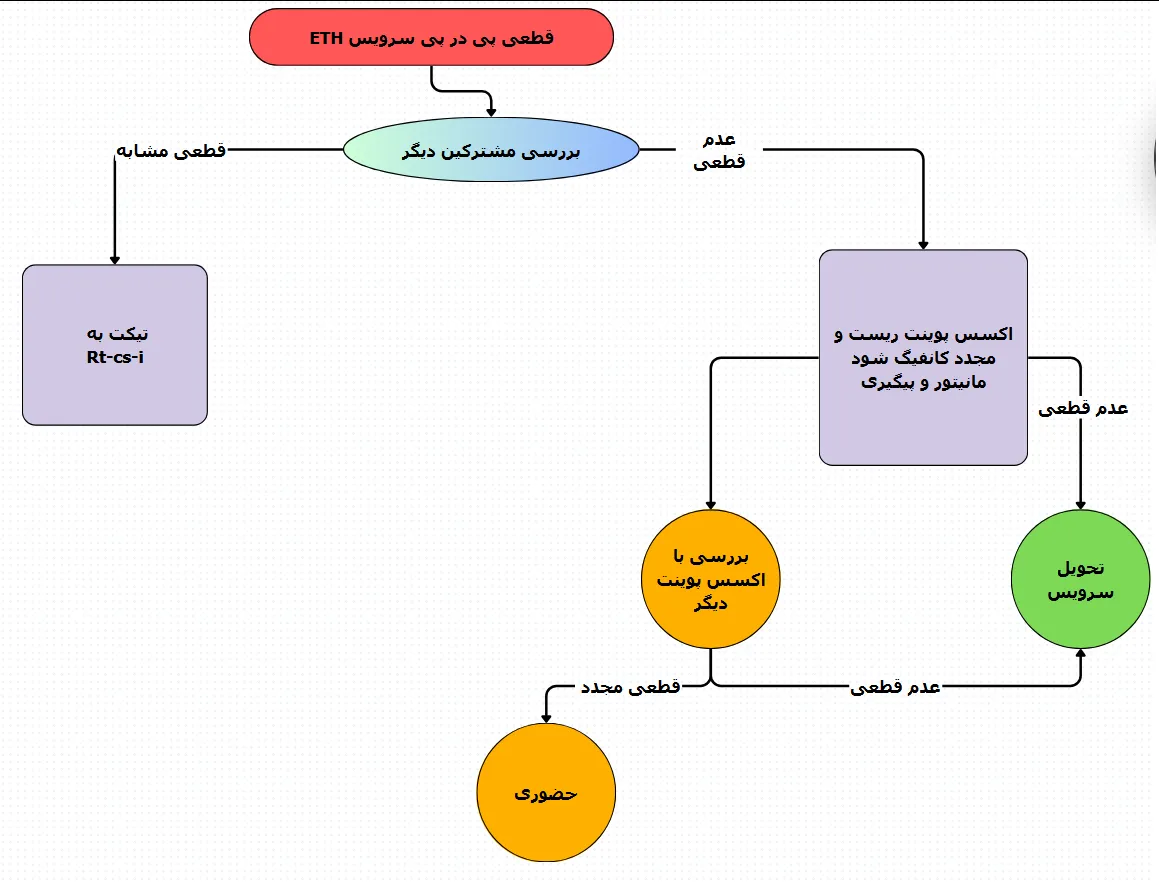 قطعی پی در پی سرویس ETH
بررسی مشترکین دیگر
قطعی مشابه
عدم
قطعی
تیکت به
Rt-cs-i
اکسس پوینت ریست و
مجدد کانفیگ شود
مانیتور و پیگیری
عدم قطعی
بررسی با
اکسس پوینت
دیگر
تحویل
سرویس
قطعی مجدد
عدم قطعی
حضوری